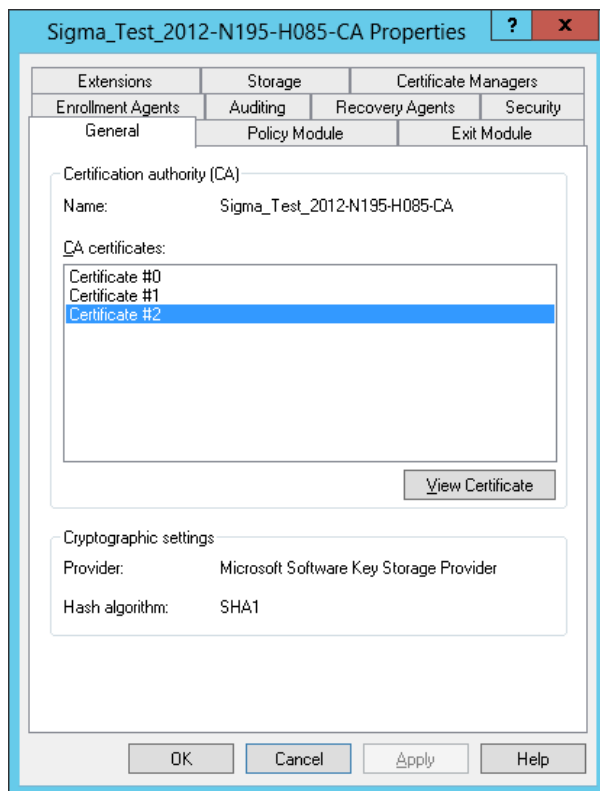 Sigma_Test_2012-N195-H085-CA Properties ? x
Extensions Storage Certificate Managers
Enrollment Agents Auditing Recovery Agents Security
General Policy Module Exit Module
Certification authority (CA)
Name: Sigma_Test_2012-N195-H085-CA
CA certificates:
Certificate #0
Certificate #1
Certificate #2
View Certificate
Cryptographic settings
Provider: Microsoft Software Key Storage Provider
Hash algorithm: SHA1
OK Cancel Apply Help